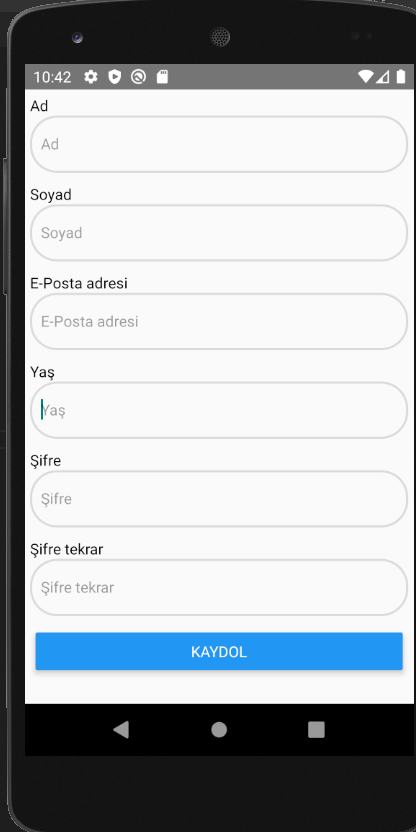 10:42
Ad
Ad
Soyad
Soyad
E-Posta adresi
E-Posta adresi
Yaş
Yaş
Şifre
Şifre
Şifre tekrar
Şifre tekrar
KAYDOL